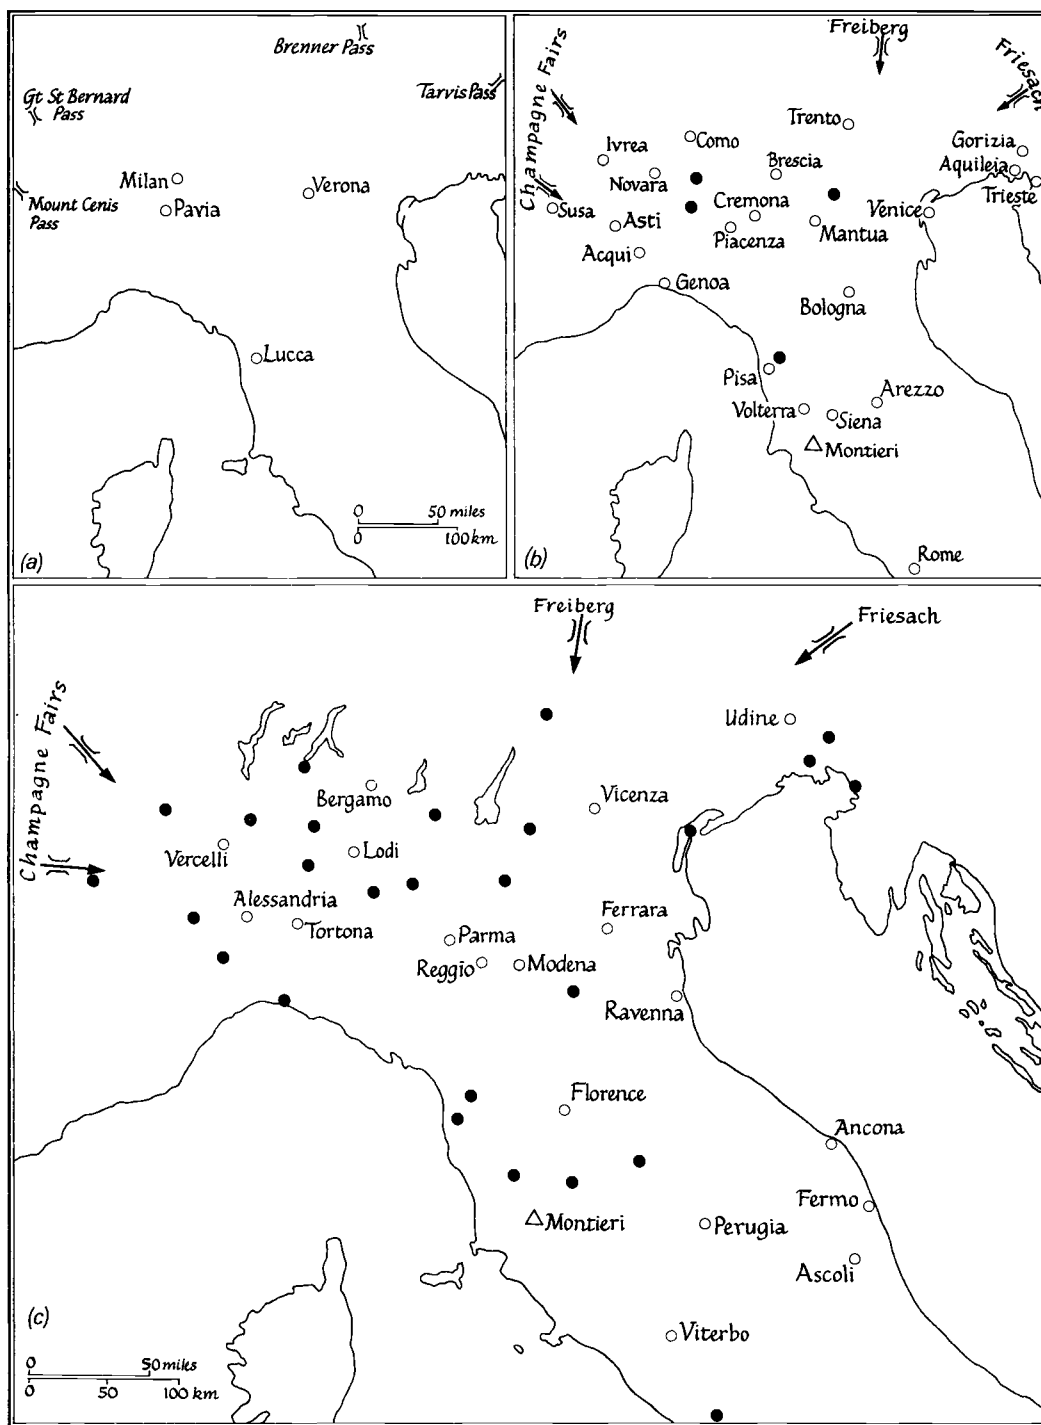 Brenner Pass
Tarvis Pass
Gt St Bernard
Pass
Milan
Verona
Mount Cenis
Pass
Pavia
Lucca
0 50 miles
0 100 km
(a)
Freiberg
Champagne Fairs
Friesach
Trento
Gorizia
Ivrea
Como
Brescia
Aquileia
Novara
Trieste
Susa
Cremona
Venice
Asti
Piacenza
Mantua
Acqui
Genoa
Bologna
Pisa
Arezzo
Volterra
Siena
Montieri
Rome
(b)
Freiberg
Friesach
Champagne Fairs
Udine
Bergamo
Vicenza
Vercelli
Lodi
Alessandria
Tortona
Ferrara
Parma
Reggio
Modena
Ravenna
Florence
Ancona
Fermo
Montieri
Perugia
Ascoli
Viterbo
(c)
0 50 miles
0 50 100 km